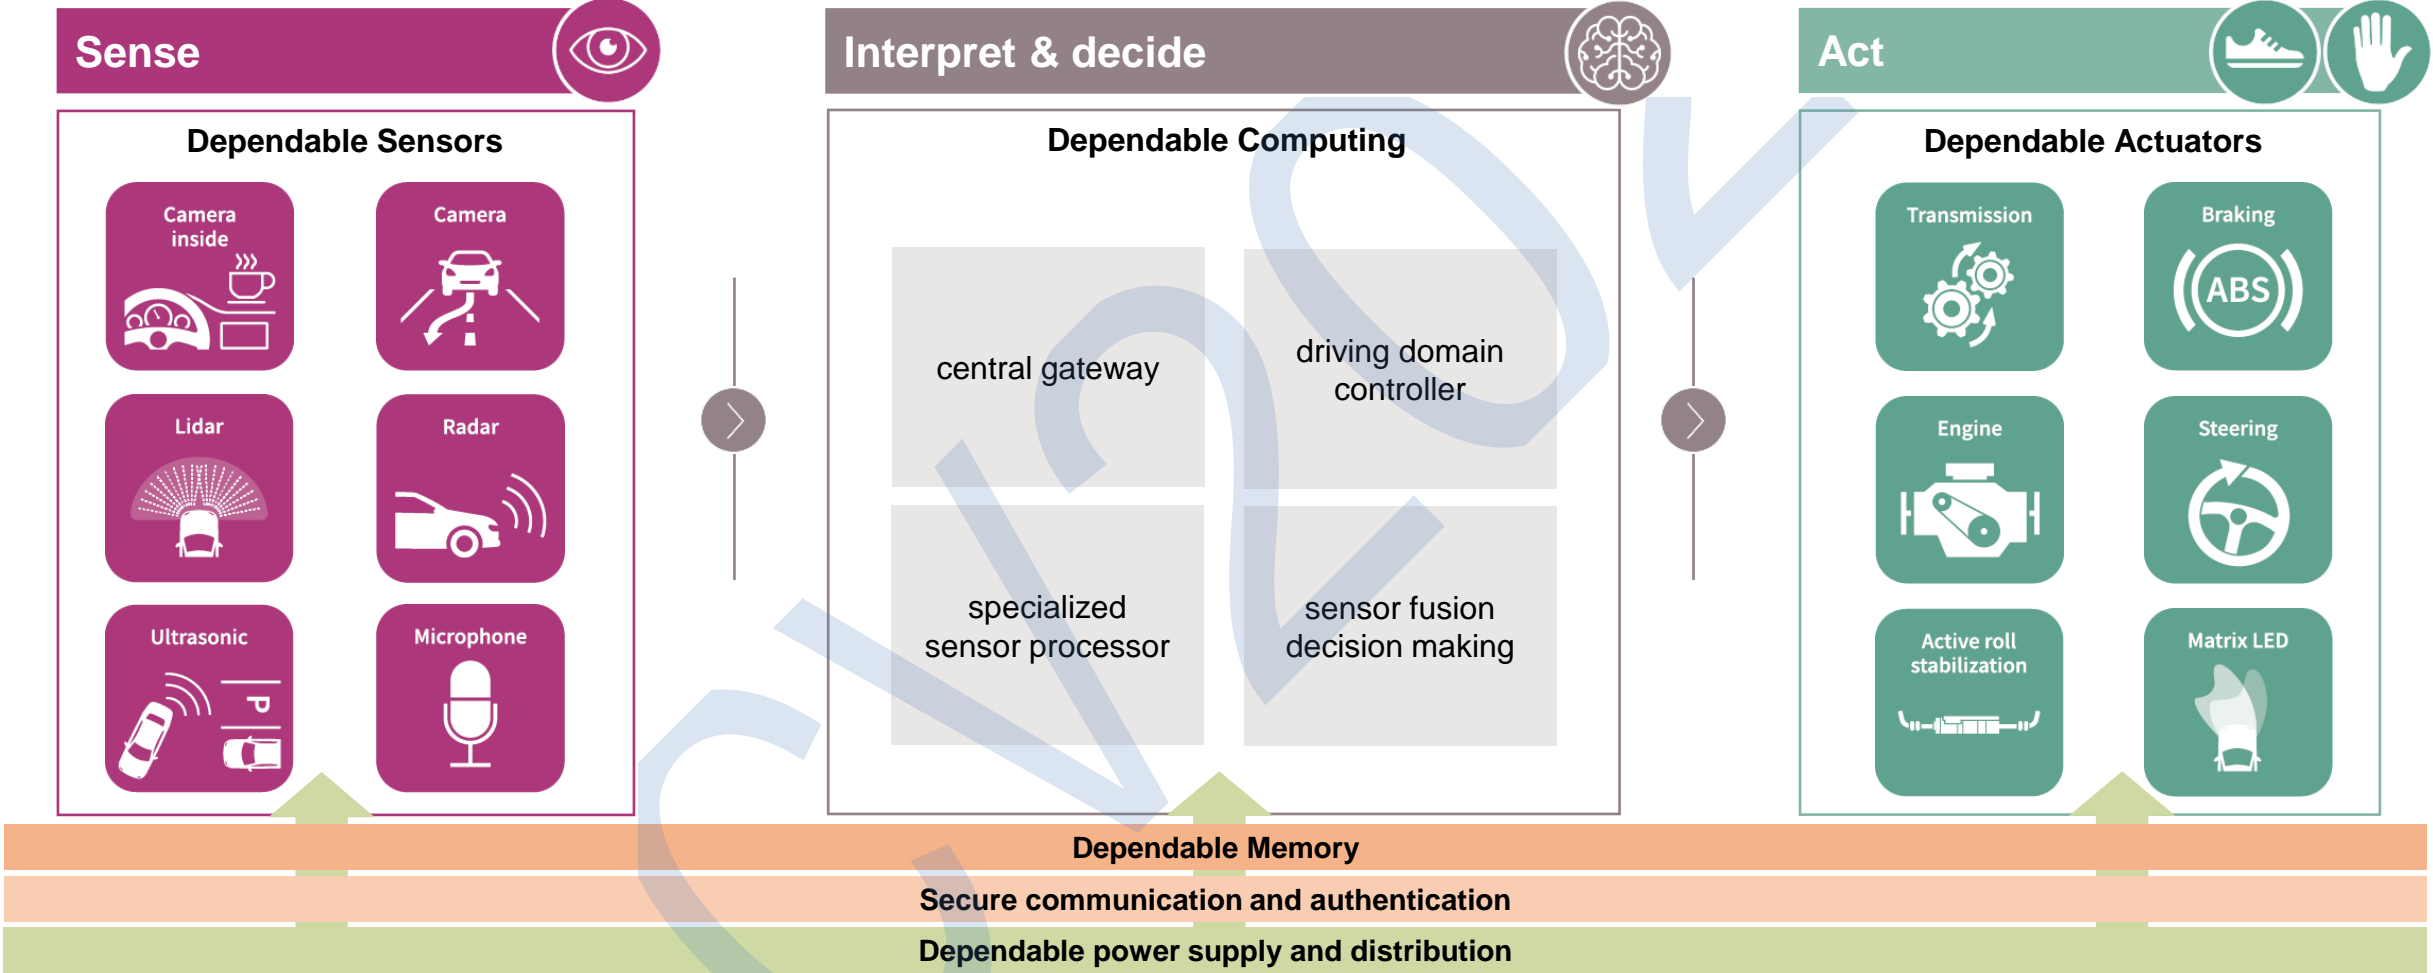 Sense
Interpret & decide
Act
Dependable Sensors
Camera
inside
Camera
Lidar
Radar
Ultrasonic
P
Microphone
Dependable Computing
central gateway
driving domain
controller
specialized
sensor processor
sensor fusion
decision making
Dependable Actuators
Transmission
Braking
ABS
Engine
Steering
Active roll
stabilization
Matrix LED
Dependable Memory
Secure communication and authentication
Dependable power supply and distribution